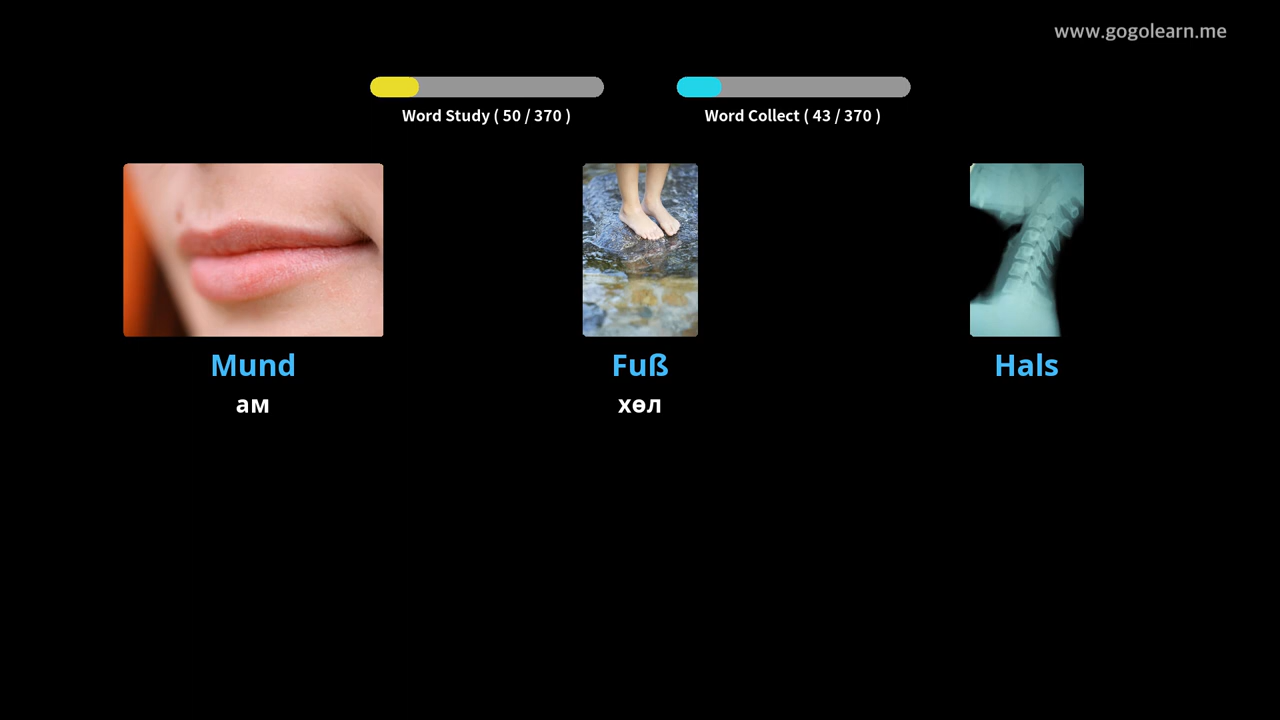 www.gogolearn.me
Word Study ( 50 / 370 )
Word Collect ( 43 / 370 )
Mund
ам
Fuß
хөл
Hals